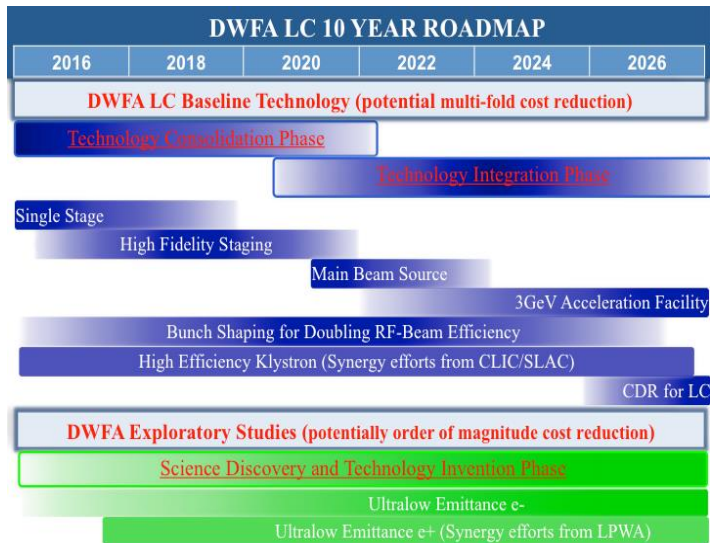 DWFA LC 10 YEAR ROADMAP
2016 2018 2020 2022 2024 2026
DWFA LC Baseline Technology (potential multi-fold cost reduction)
Technology Consolidation Phase
Technology Integration Phase
Single Stage
High Fidelity Staging
Main Beam Source
3GeV Acceleration Facility
Bunch Shaping for Doubling RF-Beam Efficiency
High Efficiency Klystron (Synergy efforts from CLIC/SLAC)
CDR for LC
DWFA Exploratory Studies (potentially order of magnitude cost reduction)
Science Discovery and Technology Invention Phase
Ultralow Emittance e-
Ultralow Emittance e+ (Synergy efforts from LPWA)